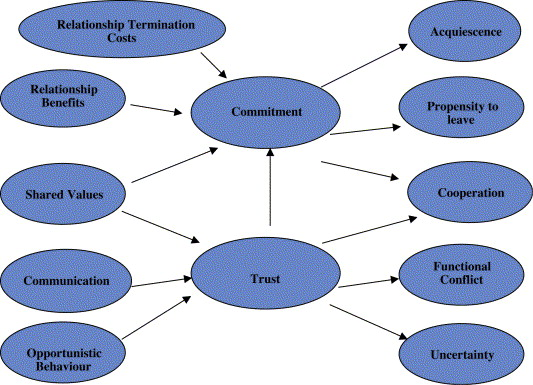 Relationship Termination
Costs
Acquiescence
Relationship
Benefits
Commitment
Propensity to
leave
Shared Values
Cooperation
Communication
Trust
Functional
Conflict
Opportunistic
Behaviour
Uncertainty